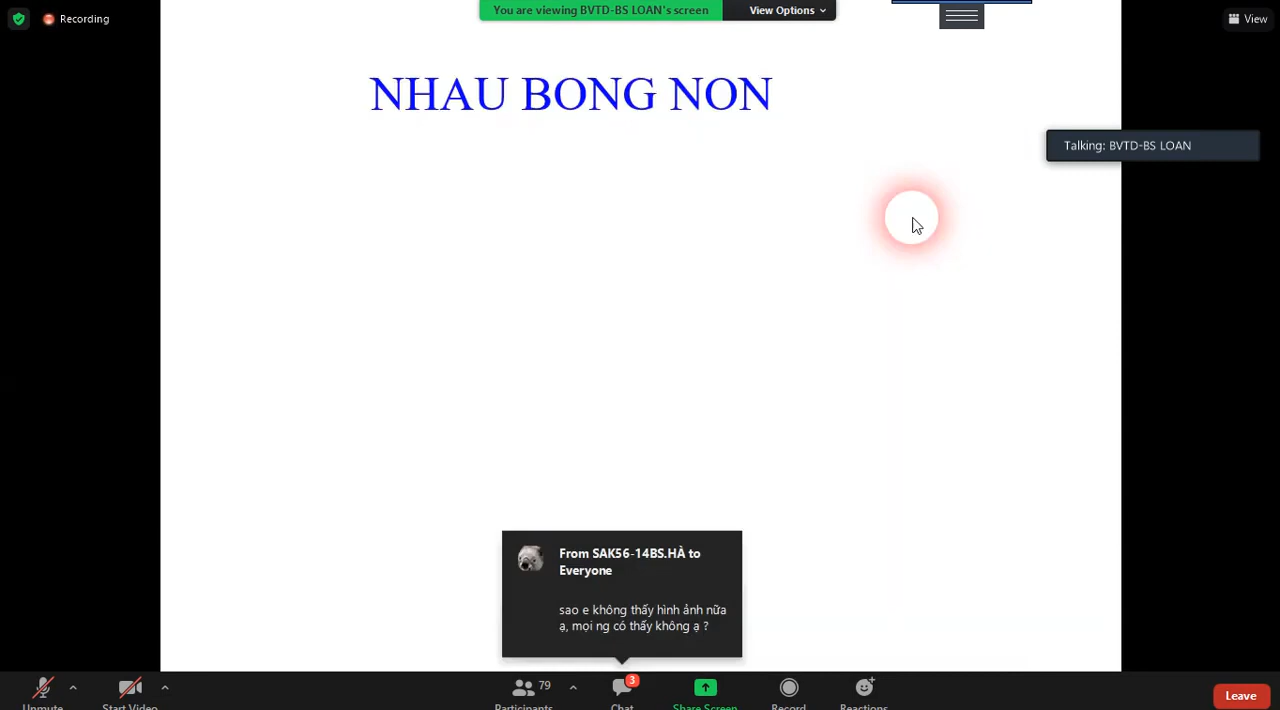 Recording
You are viewing BVTD-BS LOAN's screen
View Options
View
NHAU BONG NON
Talking: BVTD-BS LOAN
From SAK56-14BS.HÀ to
Everyone
sao e không thấy hình ảnh nữa
ạ, mọi ng có thấy không ạ ?
79
3
Unmute
Start Video
Participants
Chat
Share Screen
Record
Reactions
Leave